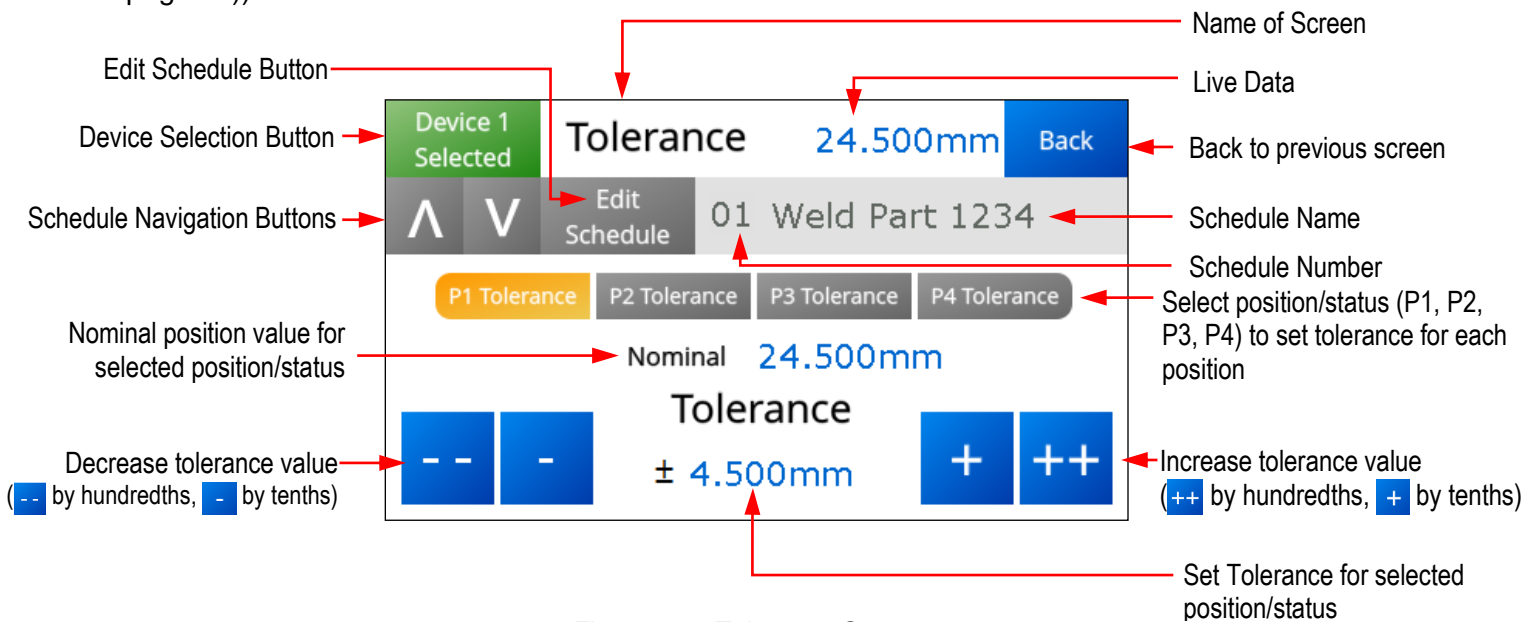 Name of Screen
Edit Schedule Button
Live Data
Device Selection Button
Device 1
Selected
Tolerance
24.500mm
Back
Back to previous screen
Schedule Navigation Buttons
Λ
V
Edit
Schedule
01 Weld Part 1234
Schedule Name
Schedule Number
P1 Tolerance
P2 Tolerance
P3 Tolerance
P4 Tolerance
Select position/status (P1, P2,
P3, P4) to set tolerance for each
position
Nominal position value for
selected position/status
Nominal 24.500mm
Tolerance
- -
-
± 4.500mm
+
++
Decrease tolerance value
(- - by hundredths, - by tenths)
Increase tolerance value
(++ by hundredths, + by tenths)
Set Tolerance for selected
position/status